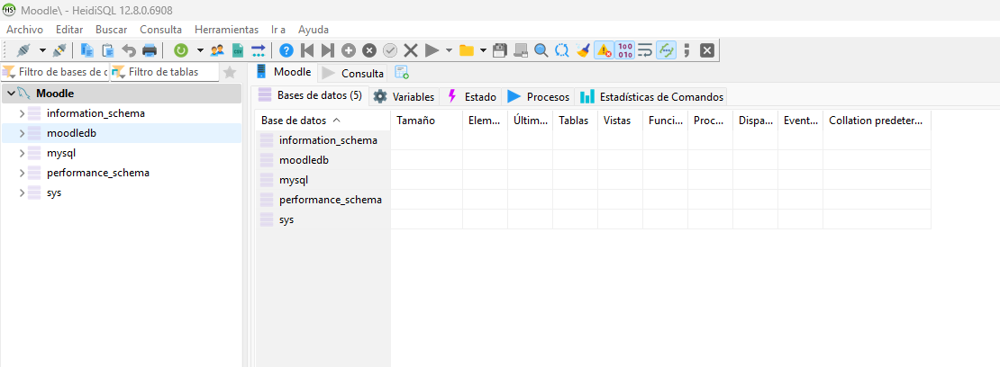 Moodle\ - HeidiSQL 12.8.0.6908
Archivo Editar Buscar Consulta Herramientas Ir a Ayuda
Filtro de bases de c Filtro de tablas
Moodle
information_schema
moodledb
mysql
performance_schema
sys
Moodle Consulta
Bases de datos (5) Variables Estado Procesos Estadísticas de Comandos
Base de datos Tamaño Elem... Últim... Tablas Vistas Funci... Proc... Dispa... Event... Collation predeter...
information_schema
moodledb
mysql
performance_schema
sys